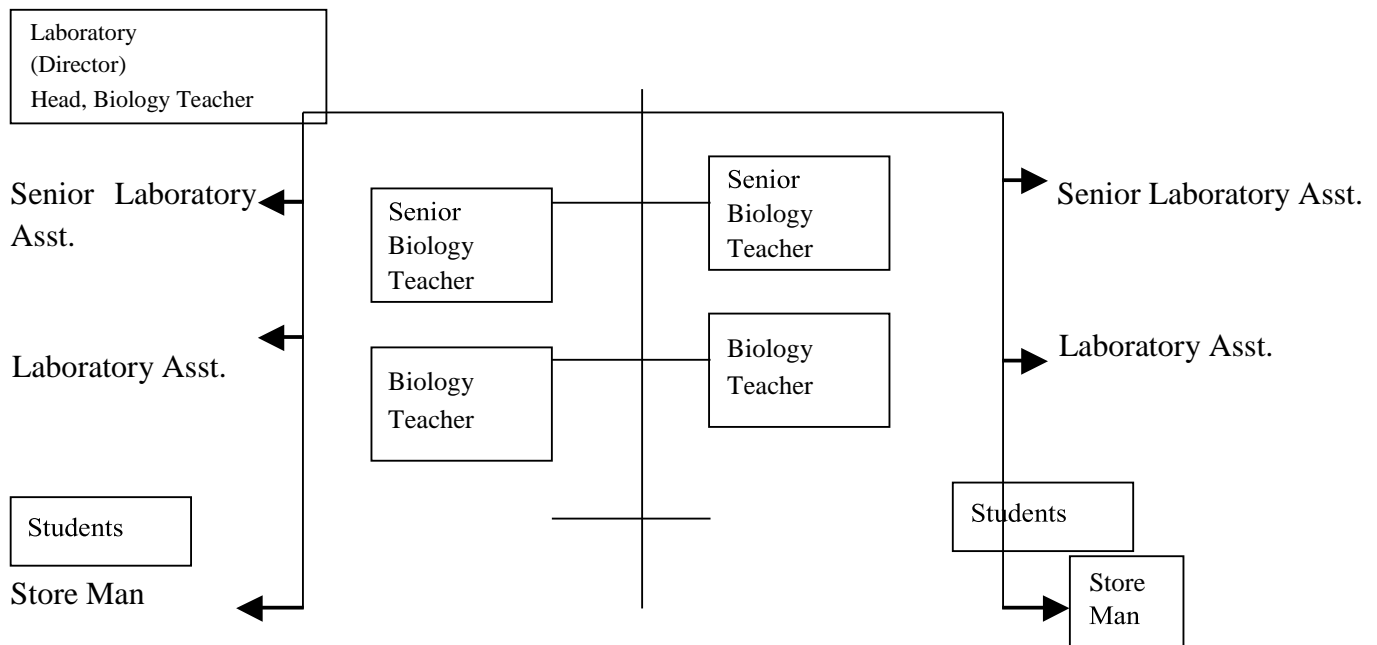 Laboratory
(Director)
Head, Biology Teacher
Senior Laboratory
Asst.
Senior
Biology
Teacher
Senior
Biology
Teacher
Senior Laboratory Asst.
Laboratory Asst.
Biology
Teacher
Biology
Teacher
Laboratory Asst.
Students
Students
Store Man
Store
Man